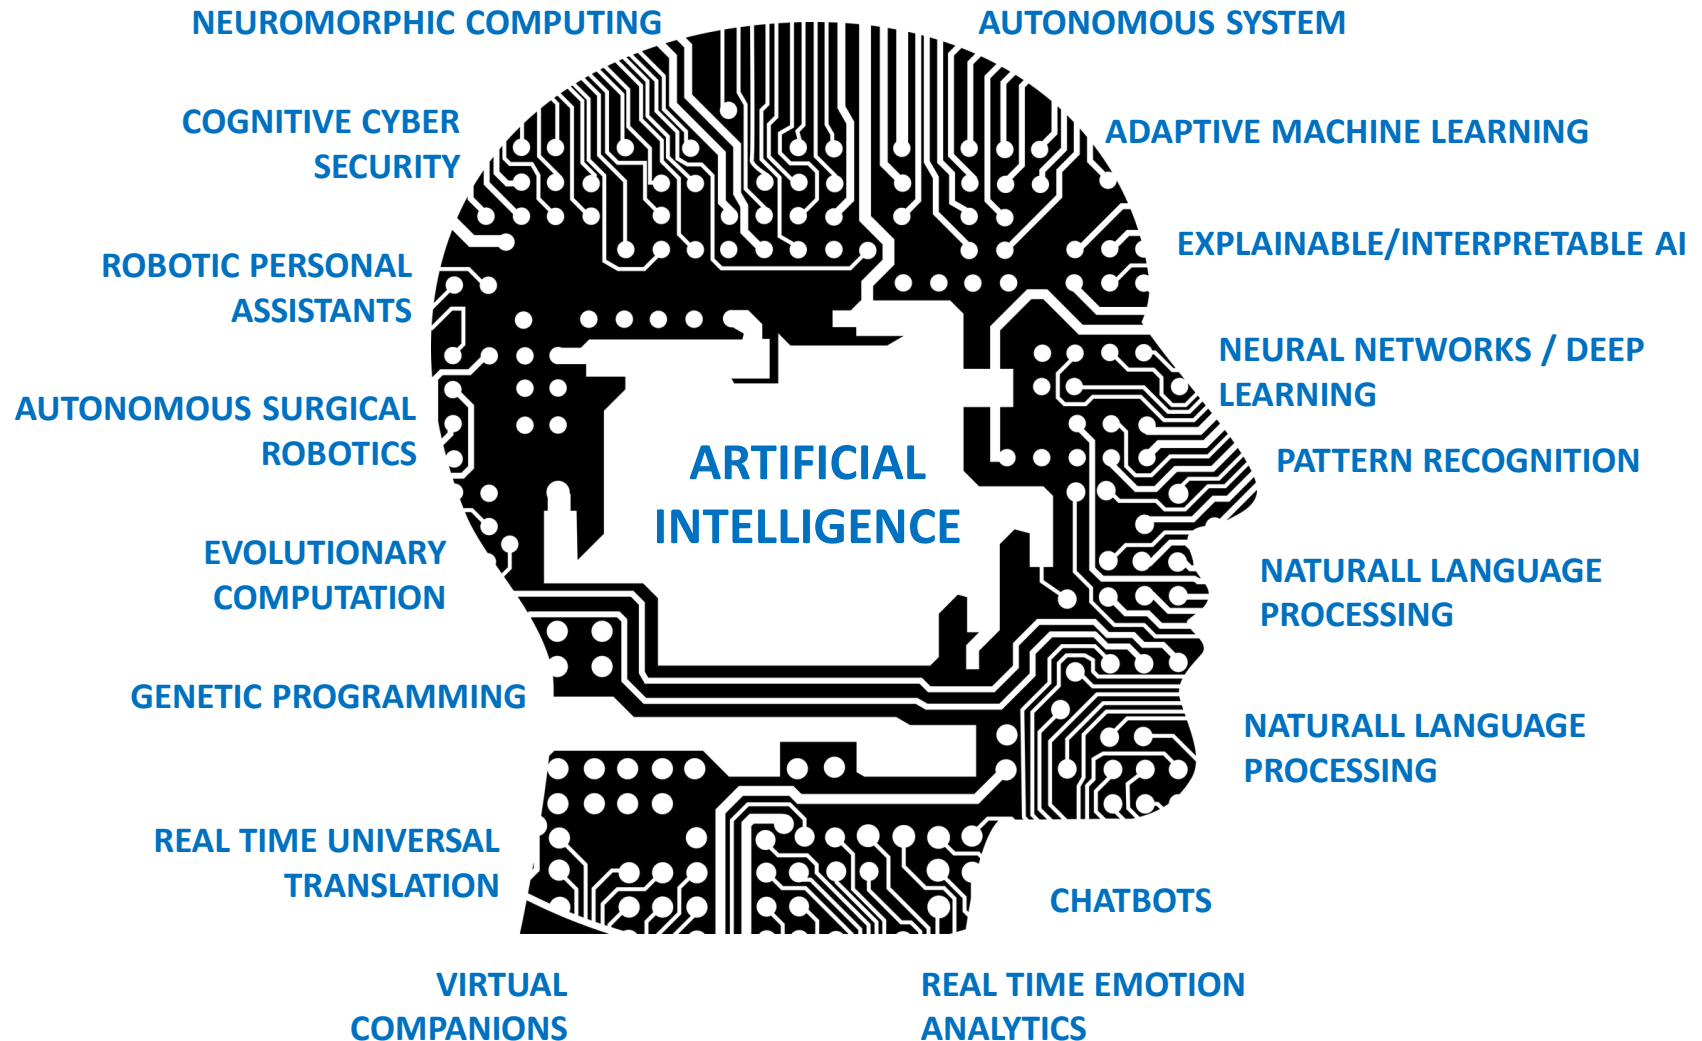 NEUROMORPHIC COMPUTING
AUTONOMOUS SYSTEM
COGNITIVE CYBER
SECURITY
ADAPTIVE MACHINE LEARNING
ROBOTIC PERSONAL
ASSISTANTS
EXPLAINABLE/INTERPRETABLE AI
AUTONOMOUS SURGICAL
ROBOTICS
NEURAL NETWORKS / DEEP
LEARNING
ARTIFICIAL
INTELLIGENCE
PATTERN RECOGNITION
EVOLUTIONARY
COMPUTATION
NATURALL LANGUAGE
PROCESSING
GENETIC PROGRAMMING
NATURALL LANGUAGE
PROCESSING
REAL TIME UNIVERSAL
TRANSLATION
CHATBOTS
VIRTUAL
COMPANIONS
REAL TIME EMOTION
ANALYTICS